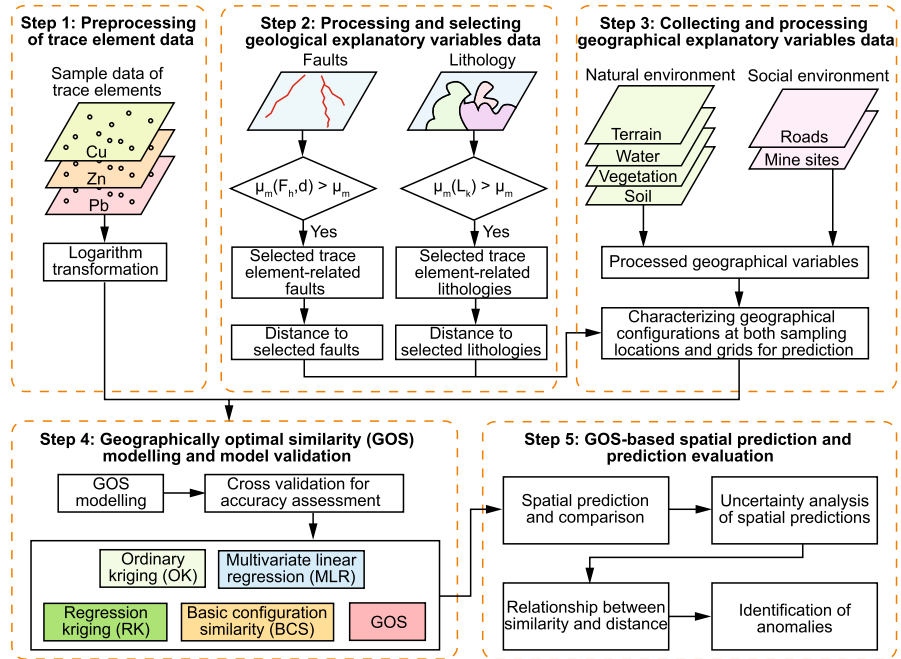 Step 1: Preprocessing
of trace element data
Sample data of
trace elements
Cu
Zn
Pb
Logarithm
transformation
Step 2: Processing and selecting
geological explanatory variables data
Faults
Lithology
μm(Fh,d) > μm
μm(Lk) > μm
Yes
Yes
Selected trace
element-related
faults
Selected trace
element-related
lithologies
Distance to
selected faults
Distance to
selected lithologies
Step 3: Collecting and processing
geographical explanatory variables data
Natural environment
Social environment
Terrain
Water
Vegetation
Soil
Roads
Mine sites
Processed geographical variables
Characterizing geographical
configurations at both sampling
locations and grids for prediction
Step 4: Geographically optimal similarity (GOS)
modelling and model validation
GOS
modelling
Cross validation for
accuracy assessment
Ordinary
kriging (OK)
Multivariate linear
regression (MLR)
Regression
kriging (RK)
Basic configuration
similarity (BCS)
GOS
Step 5: GOS-based spatial prediction and
prediction evaluation
Spatial prediction
and comparison
Uncertainty analysis
of spatial predictions
Relationship between
similarity and distance
Identification of
anomalies